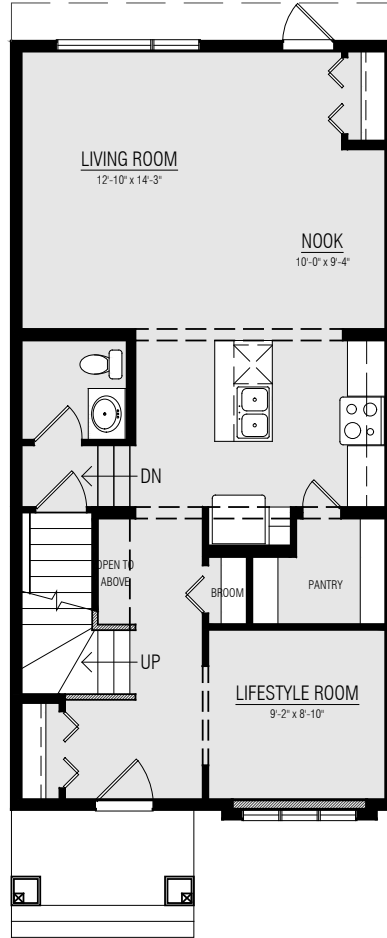 LIVING ROOM
12'-10" x 14'-3"
NOOK
10'-0" x 9'-4"
DN
OPEN TO
ABOVE
BROOM
PANTRY
UP
LIFESTYLE ROOM
9'-2" x 8'-10"